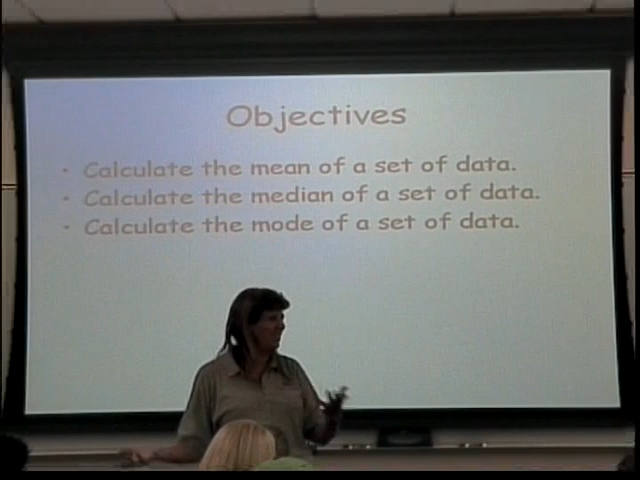 Objectives
· Calculate the mean of a set of data.
· Calculate the median of a set of data.
· Calculate the mode of a set of data.